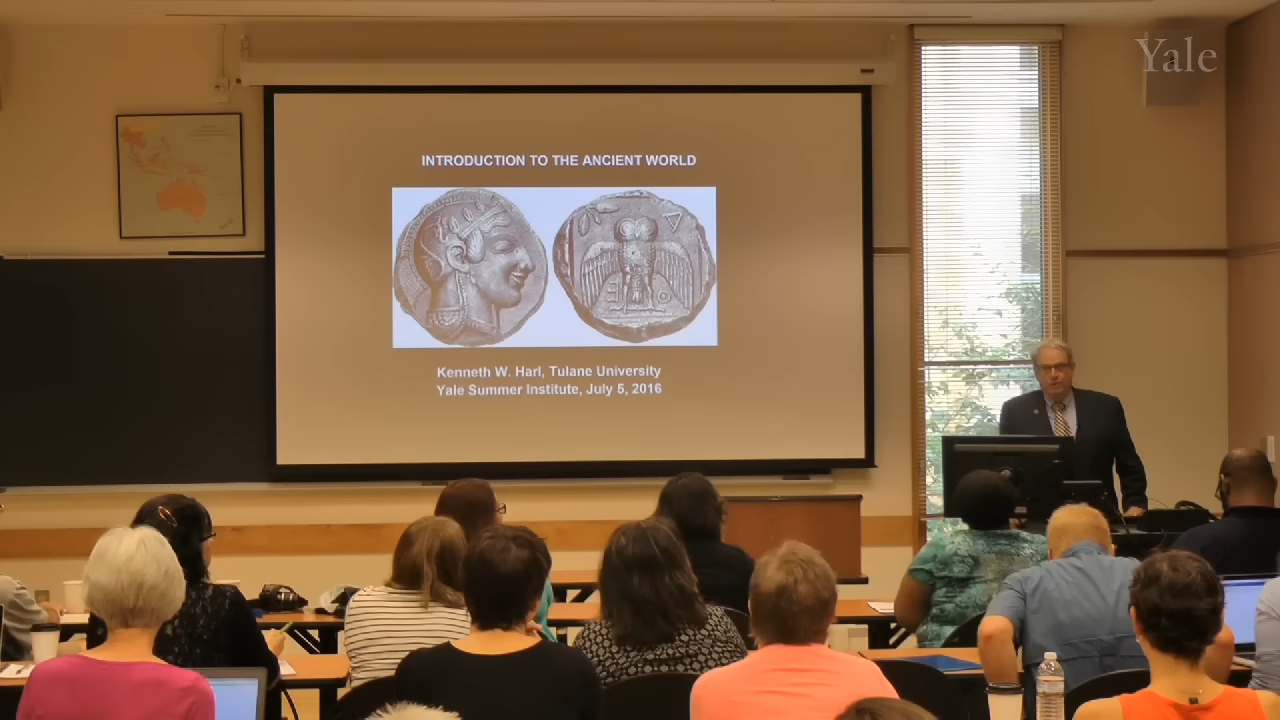 Yale
INTRODUCTION TO THE ANCIENT WORLD
Kenneth W. Harl, Tulane University
Yale Summer Institute, July 5, 2016